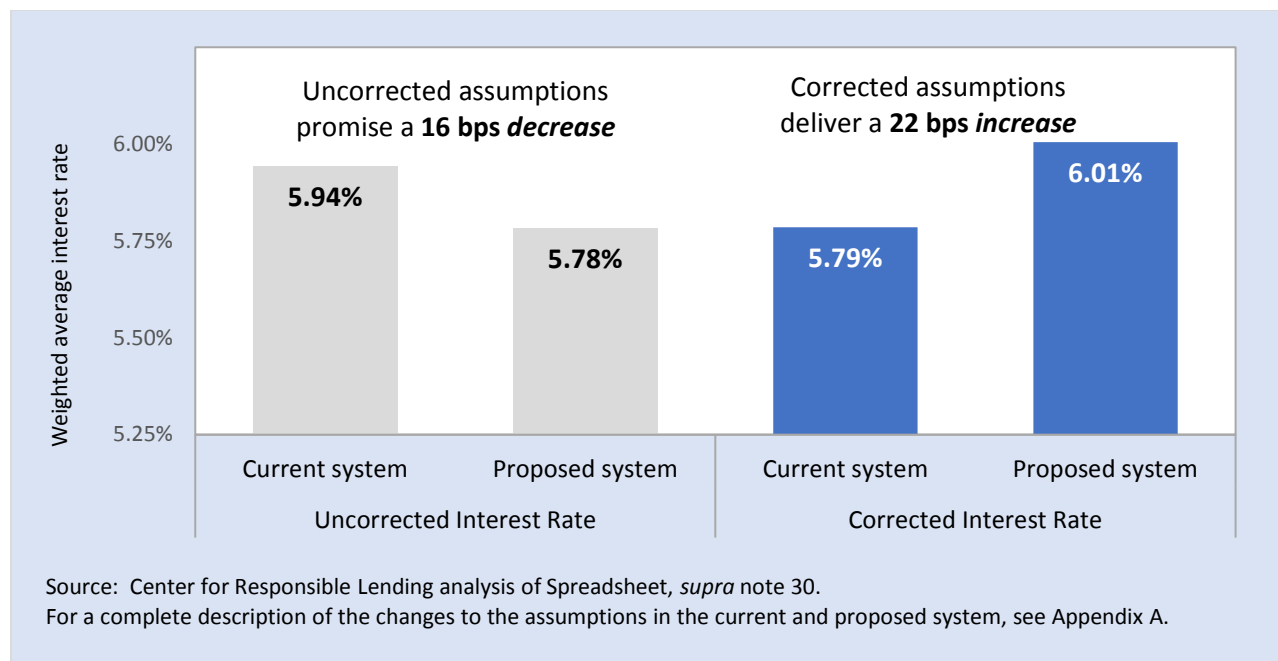 Uncorrected assumptions
promise a 16 bps decrease
Corrected assumptions
deliver a 22 bps increase
Weighted average interest rate
6.00%
5.75%
5.50%
5.25%
5.94%
5.78%
5.79%
6.01%
Current system
Proposed system
Current system
Proposed system
Uncorrected Interest Rate
Corrected Interest Rate
Source:  Center for Responsible Lending analysis of Spreadsheet, supra note 30.
For a complete description of the changes to the assumptions in the current and proposed system, see Appendix A.